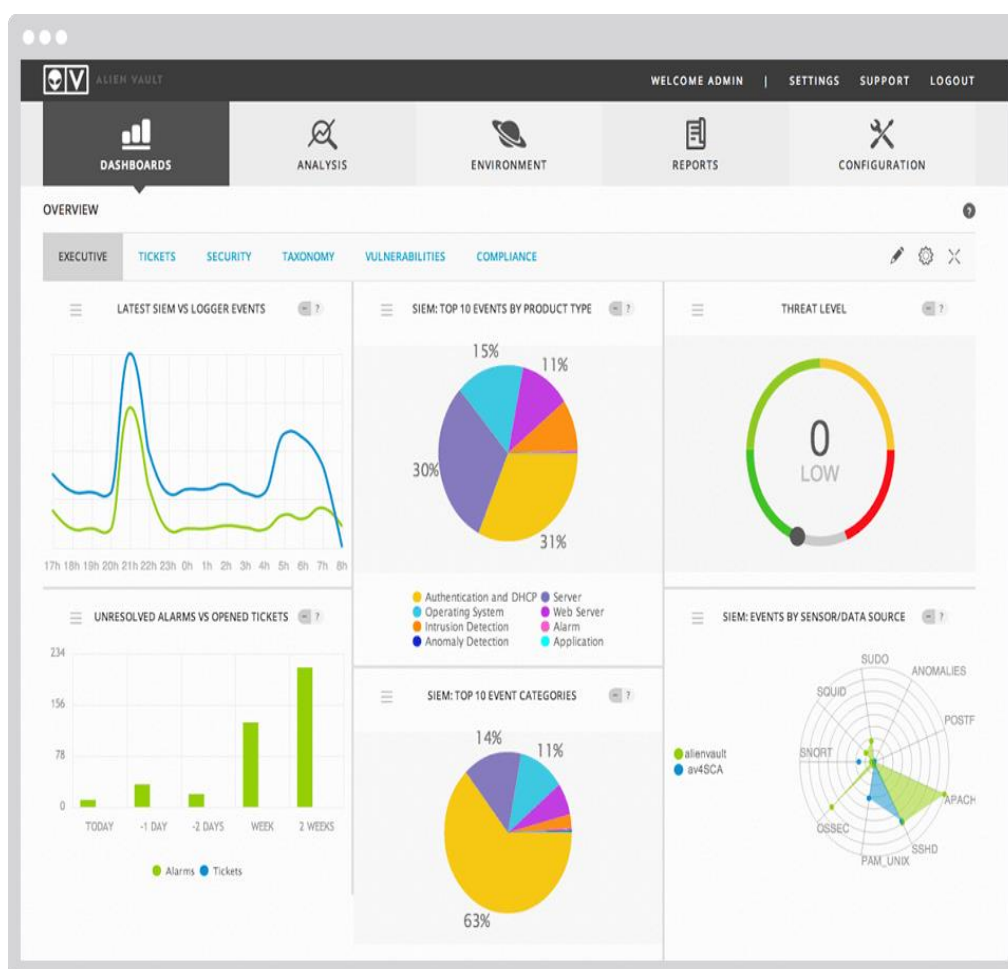 ALIEN VAULT
WELCOME ADMIN | SETTINGS SUPPORT LOGOUT
DASHBOARDS ANALYSIS ENVIRONMENT REPORTS CONFIGURATION
OVERVIEW
?
EXECUTIVE TICKETS SECURITY TAXONOMY VULNERABILITIES COMPLIANCE
LATEST SIEM VS LOGGER EVENTS
- ?
17h 18h 19h 20h 21h 22h 23h 0h 1h 2h 3h 4h 5h 6h 7h 8h
SIEM: TOP 10 EVENTS BY PRODUCT TYPE
- ?
15%
11%
30%
31%
Authentication and DHCP Server
Operating System Web Server
Intrusion Detection Alarm
Anomaly Detection Application
THREAT LEVEL
- ?
0
LOW
UNRESOLVED ALARMS VS OPENED TICKETS
- ?
234
156
78
0
TODAY -1 DAY -2 DAYS WEEK 2 WEEKS
Alarms Tickets
SIEM: TOP 10 EVENT CATEGORIES
- ?
14%
11%
63%
SIEM: EVENTS BY SENSOR/DATA SOURCE
- ?
alienvault
av4SCA
SUDO
ANOMALIES
SQUID
POSTF
SNORT
APACH
OSSEC
SSHD
PAM_UNIX